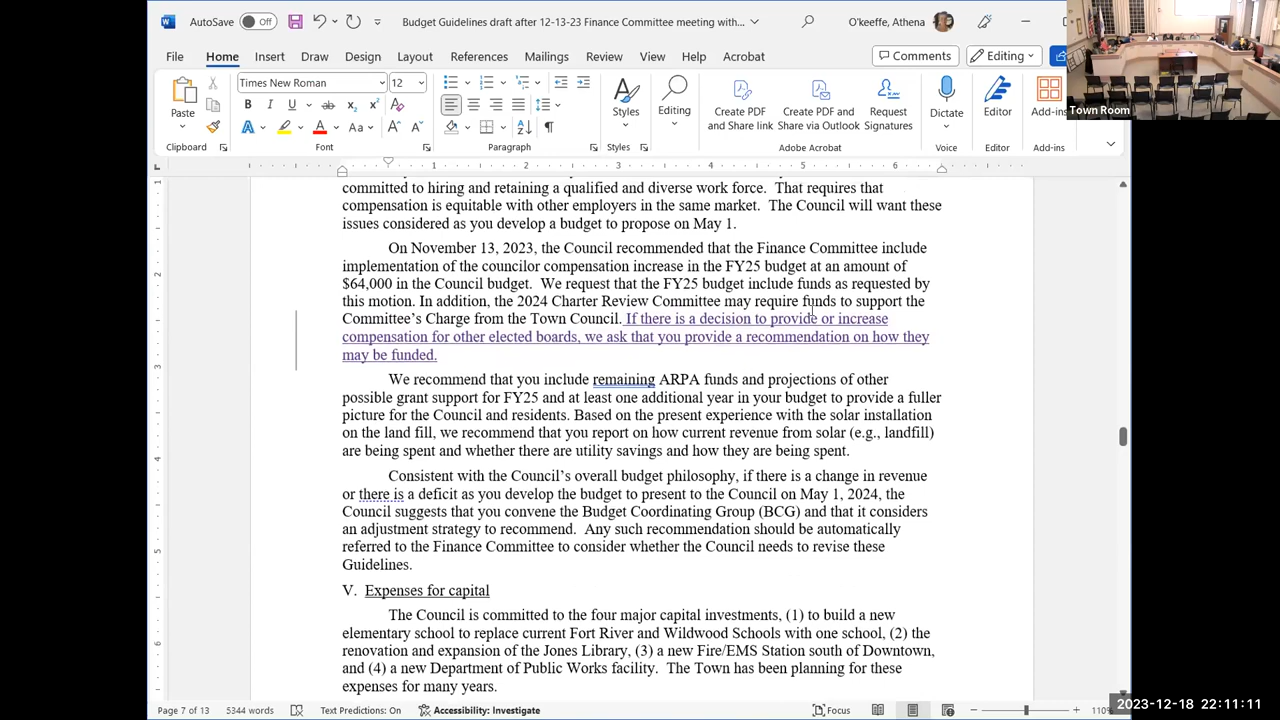 AutoSave Off Budget Guidelines draft after 12-13-23 Finance Committee meeting with... O'keeffe, Athena
File Home Insert Draw Design Layout References Mailings Review View Help Acrobat Comments Editing
Town Room
Times New Roman 12
Paste Styles Editing Create PDF and Share link Create PDF and Share via Outlook Request Signatures Dictate Editor Add-ins
Clipboard Font Paragraph Styles Adobe Acrobat Voice Editor Add-ins
1 2 3 4 5 6
committed to hiring and retaining a qualified and diverse work force.  That requires that
compensation is equitable with other employers in the same market.  The Council will want these
issues considered as you develop a budget to propose on May 1.
On November 13, 2023, the Council recommended that the Finance Committee include
implementation of the councilor compensation increase in the FY25 budget at an amount of
$64,000 in the Council budget.  We request that the FY25 budget include funds as requested by
this motion. In addition, the 2024 Charter Review Committee may require funds to support the
Committee's Charge from the Town Council. If there is a decision to provide or increase
compensation for other elected boards, we ask that you provide a recommendation on how they
may be funded.
We recommend that you include remaining ARPA funds and projections of other
possible grant support for FY25 and at least one additional year in your budget to provide a fuller
picture for the Council and residents. Based on the present experience with the solar installation
on the land fill, we recommend that you report on how current revenue from solar (e.g., landfill)
are being spent and whether there are utility savings and how they are being spent.
Consistent with the Council's overall budget philosophy, if there is a change in revenue
or there is a deficit as you develop the budget to present to the Council on May 1, 2024, the
Council suggests that you convene the Budget Coordinating Group (BCG) and that it considers
an adjustment strategy to recommend.  Any such recommendation should be automatically
referred to the Finance Committee to consider whether the Council needs to revise these
Guidelines.
V.  Expenses for capital
The Council is committed to the four major capital investments, (1) to build a new
elementary school to replace current Fort River and Wildwood Schools with one school, (2) the
renovation and expansion of the Jones Library, (3) a new Fire/EMS Station south of Downtown,
and (4) a new Department of Public Works facility.  The Town has been planning for these
expenses for many years.
Page 7 of 13 5344 words Text Predictions: On Accessibility: Investigate Focus 110%
2023-12-18 22:11:11